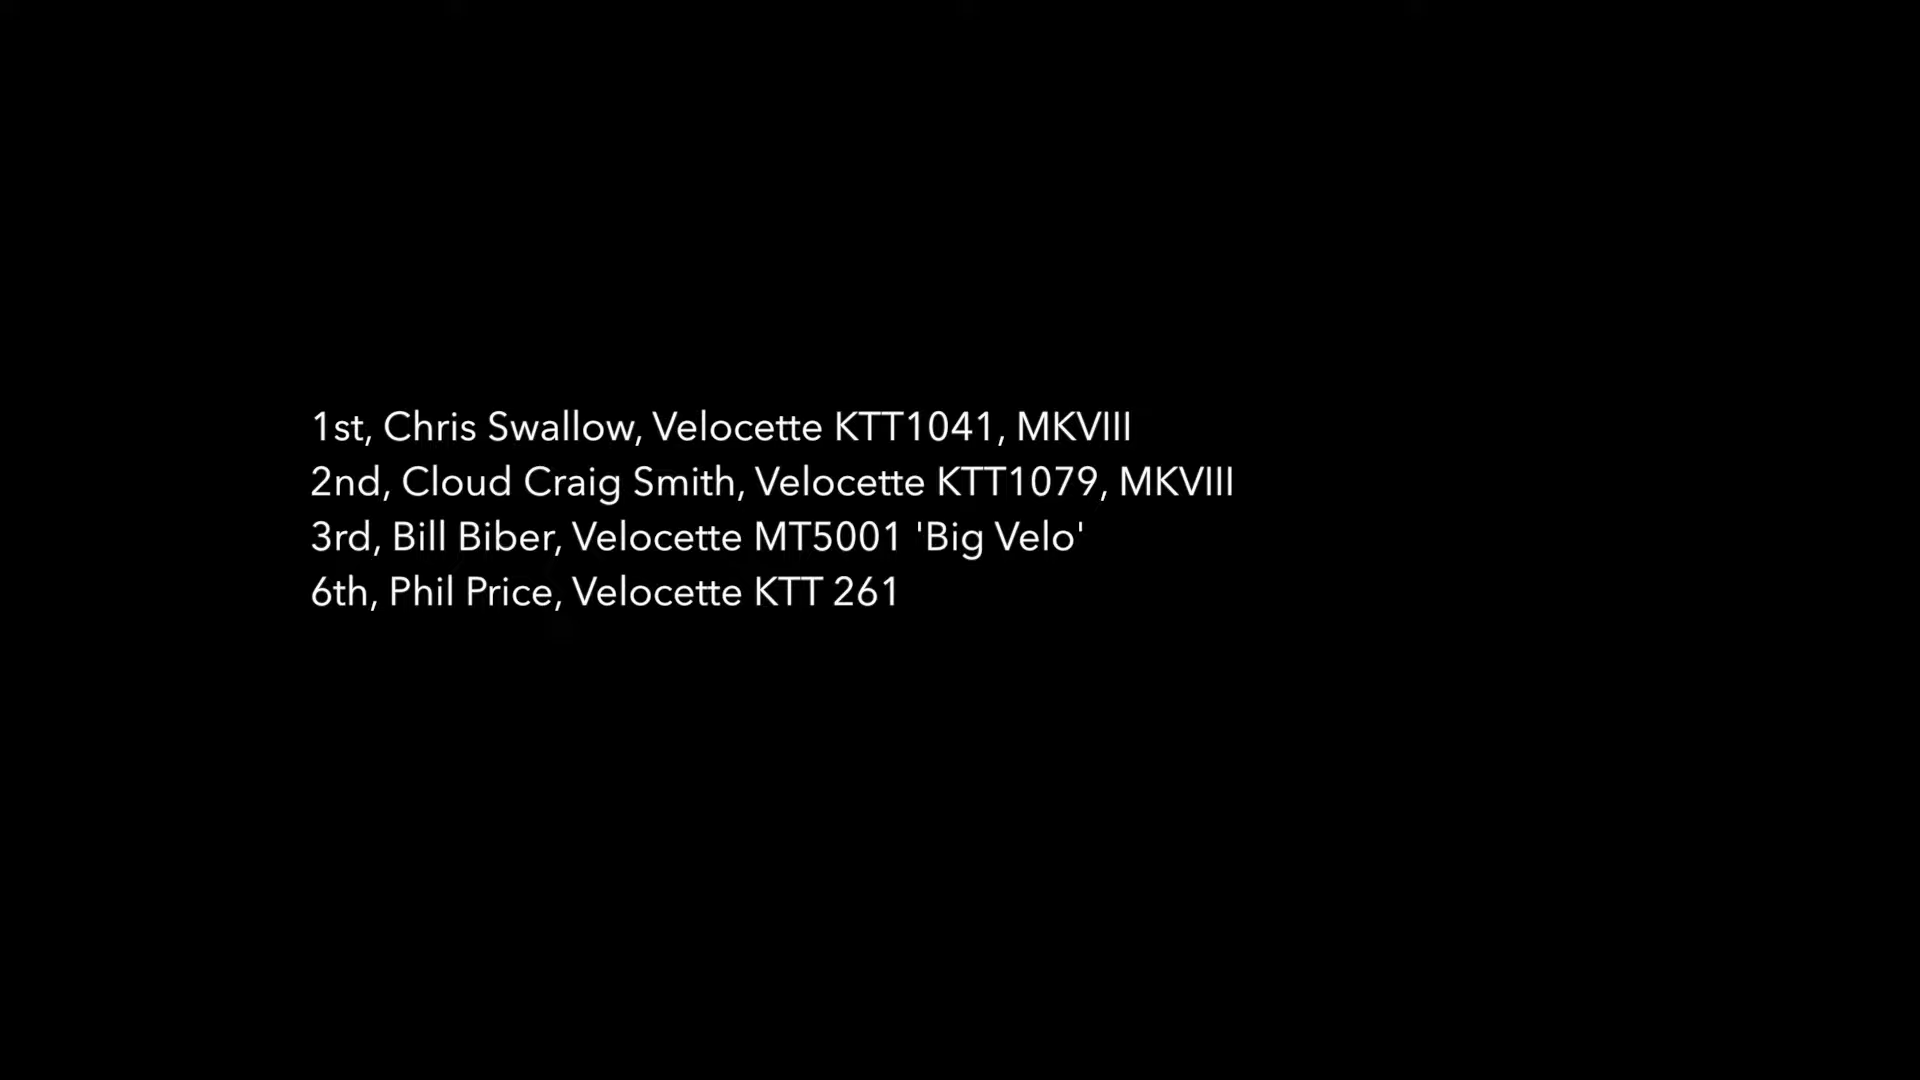 1st, Chris Swallow, Velocette KTT1041, MKVIII
2nd, Cloud Craig Smith, Velocette KTT1079, MKVIII
3rd, Bill Biber, Velocette MT5001 'Big Velo'
6th, Phil Price, Velocette KTT 261